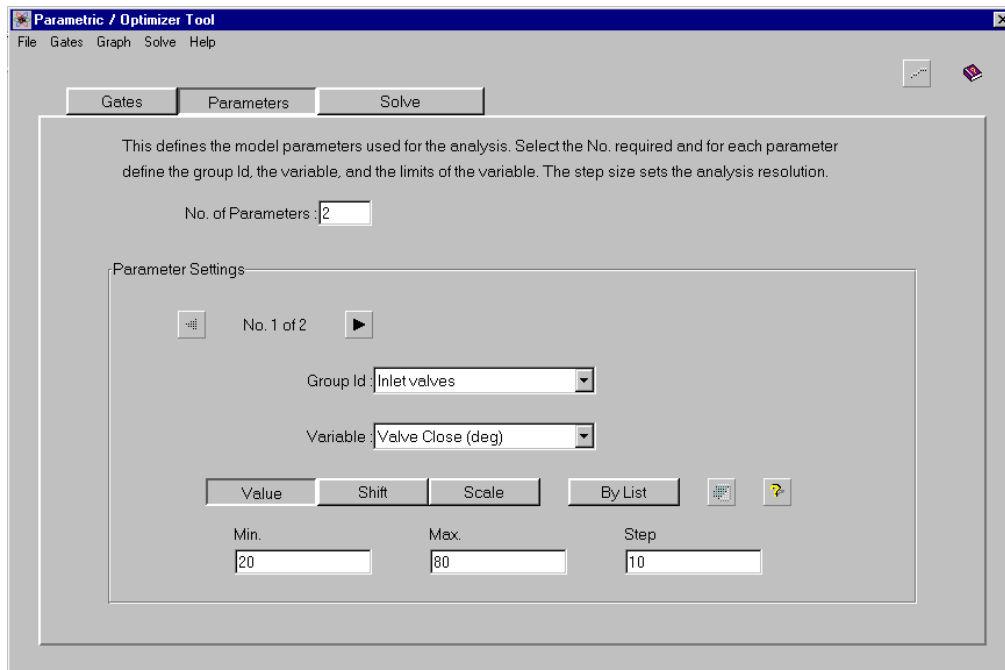 Parametric / Optimizer Tool
File Gates Graph Solve Help
Gates Parameters Solve
This defines the model parameters used for the analysis. Select the No. required and for each parameter
define the group Id, the variable, and the limits of the variable. The step size sets the analysis resolution.
No. of Parameters : 2
Parameter Settings
No. 1 of 2
Group Id : Inlet valves
Variable : Valve Close (deg)
Value Shift Scale By List
Min. Max. Step
20 80 10